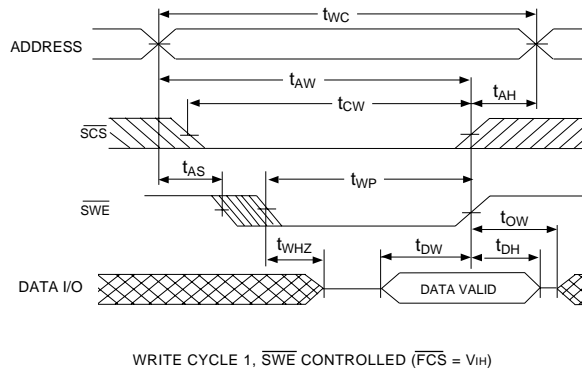 tWC
ADDRESS
tAW
tAH
tCW
SCS
tAS
tWP
SWE
tOW
tWHZ
tDW
tDH
DATA I/O
DATA VALID
WRITE CYCLE 1, SWE CONTROLLED (FCS = VIH)